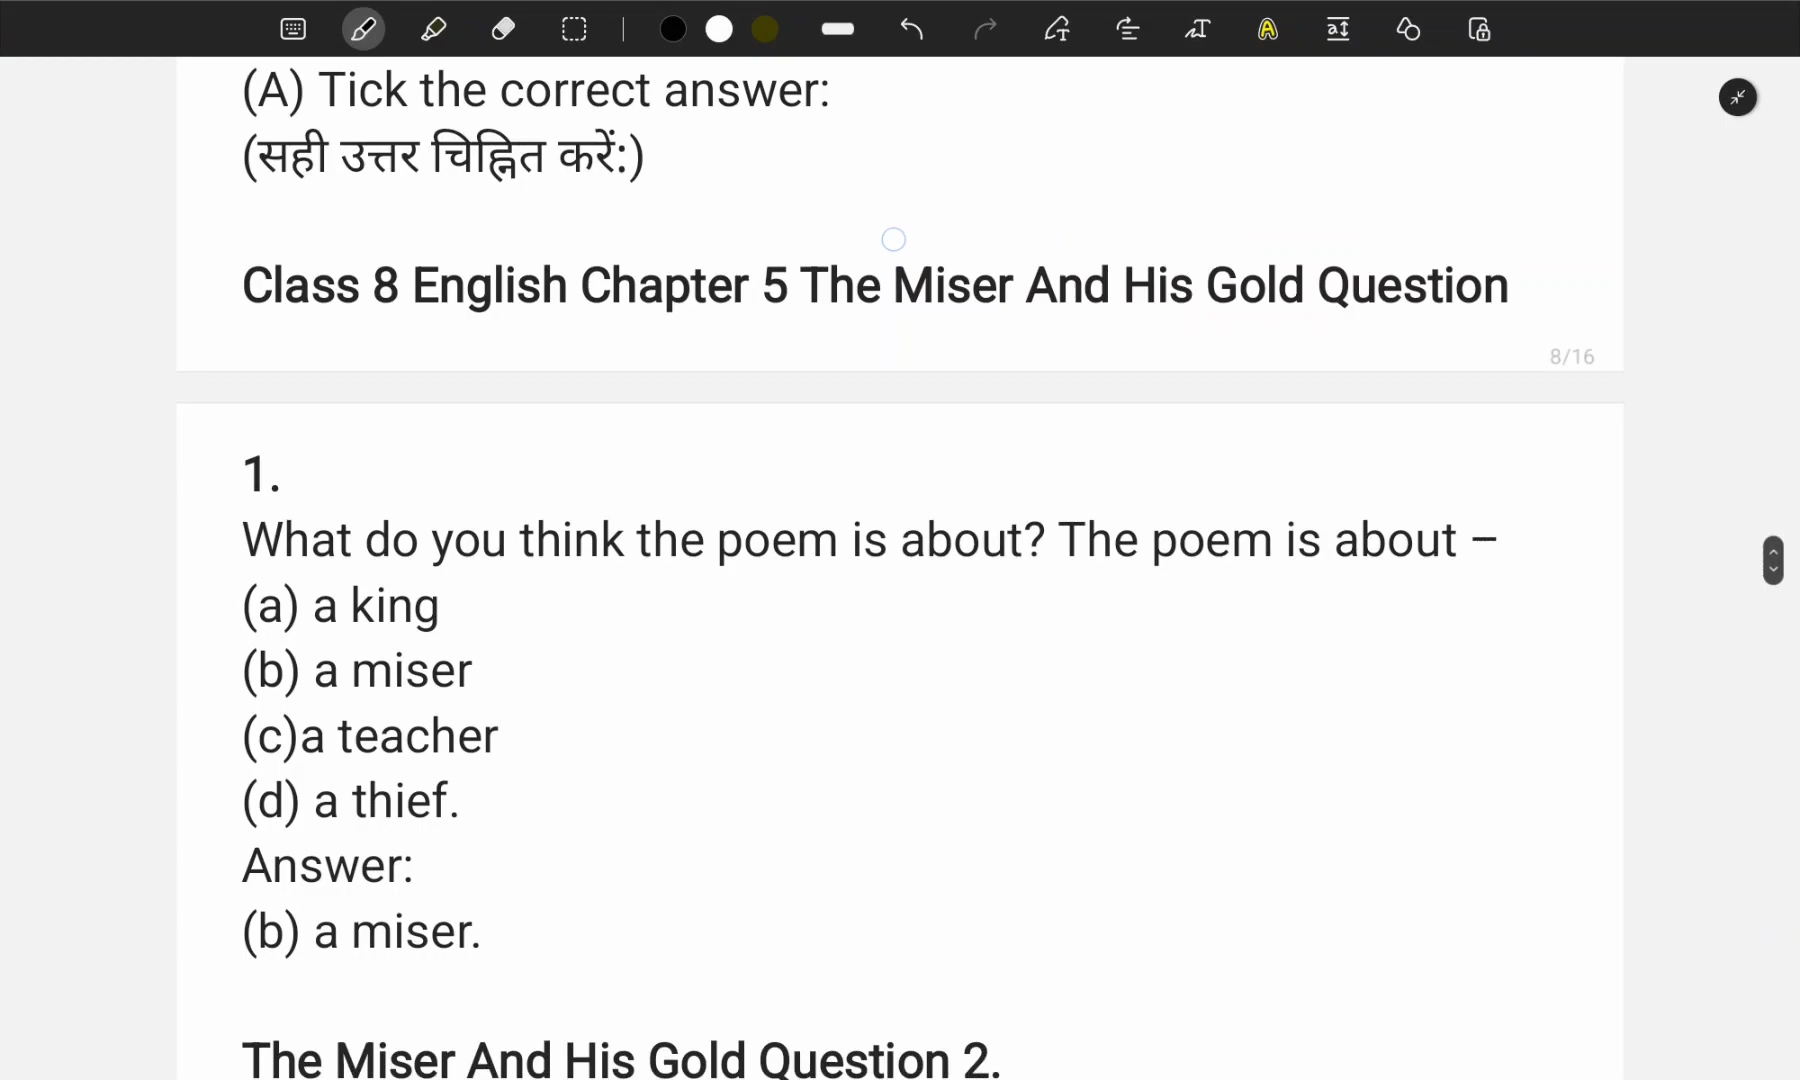 (A) Tick the correct answer:
(सही उत्तर चिह्नित करें:)
Class 8 English Chapter 5 The Miser And His Gold Question
8/16
1.
What do you think the poem is about? The poem is about –
(a) a king
(b) a miser
(c)a teacher
(d) a thief.
Answer:
(b) a miser.
The Miser And His Gold Question 2.